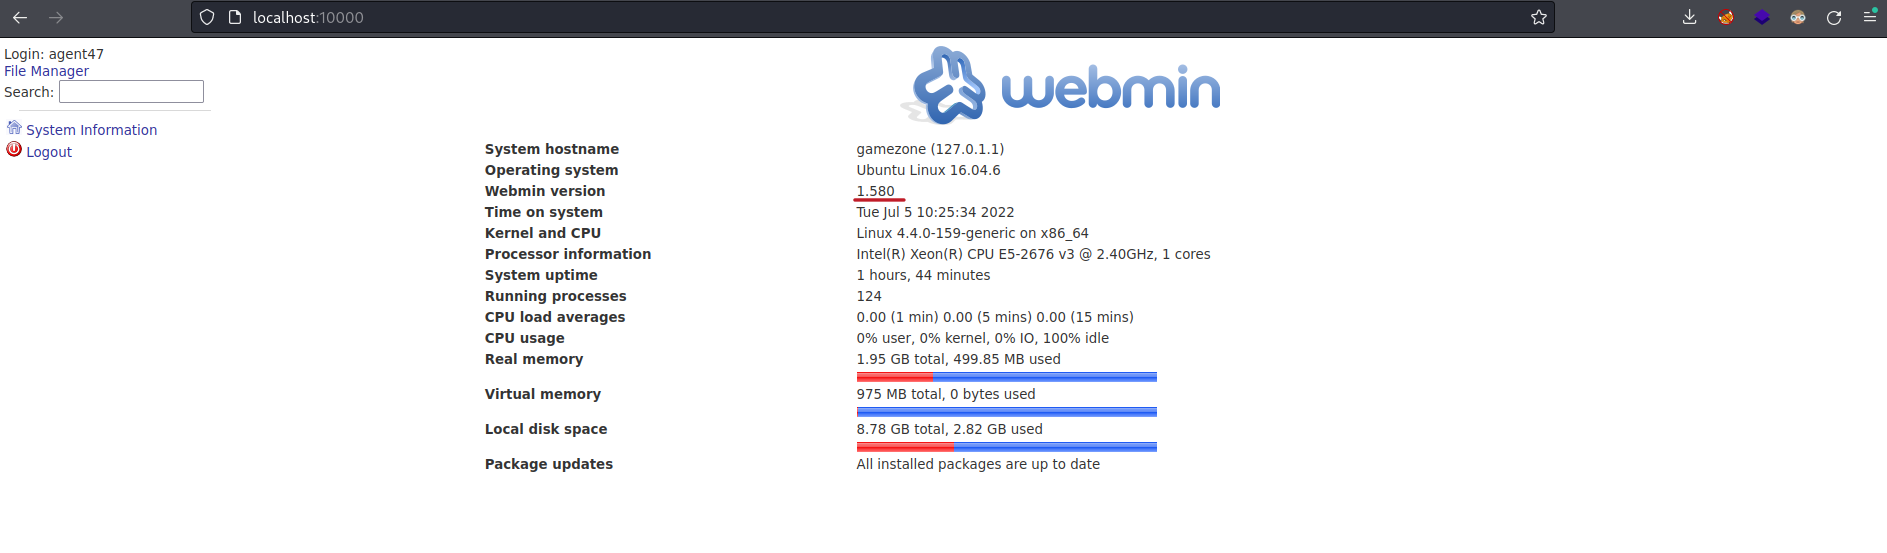 localhost:10000
Login: agent47
File Manager
Search:
System Information
Logout
webmin
System hostname gamezone (127.0.1.1)
Operating system Ubuntu Linux 16.04.6
Webmin version 1.580
Time on system Tue Jul 5 10:25:34 2022
Kernel and CPU Linux 4.4.0-159-generic on x86_64
Processor information Intel(R) Xeon(R) CPU E5-2676 v3 @ 2.40GHz, 1 cores
System uptime 1 hours, 44 minutes
Running processes 124
CPU load averages 0.00 (1 min) 0.00 (5 mins) 0.00 (15 mins)
CPU usage 0% user, 0% kernel, 0% IO, 100% idle
Real memory 1.95 GB total, 499.85 MB used
Virtual memory 975 MB total, 0 bytes used
Local disk space 8.78 GB total, 2.82 GB used
Package updates All installed packages are up to date